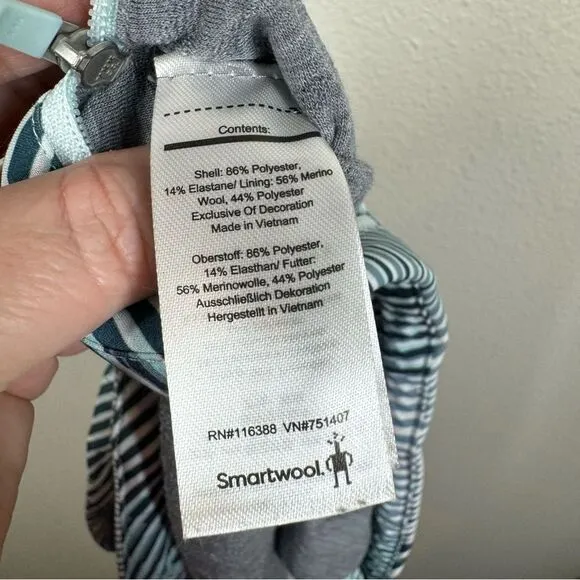 Contents:
Shell: 86% Polyester,
14% Elastane/ Lining: 56% Merino
Wool, 44% Polyester
Exclusive Of Decoration
Made in Vietnam
Oberstoff: 86% Polyester,
14% Elasthan/ Futter:
56% Merinowolle, 44% Polyester
Ausschließlich Dekoration
Hergestellt in Vietnam
RN#116388 VN#751407
Smartwool.